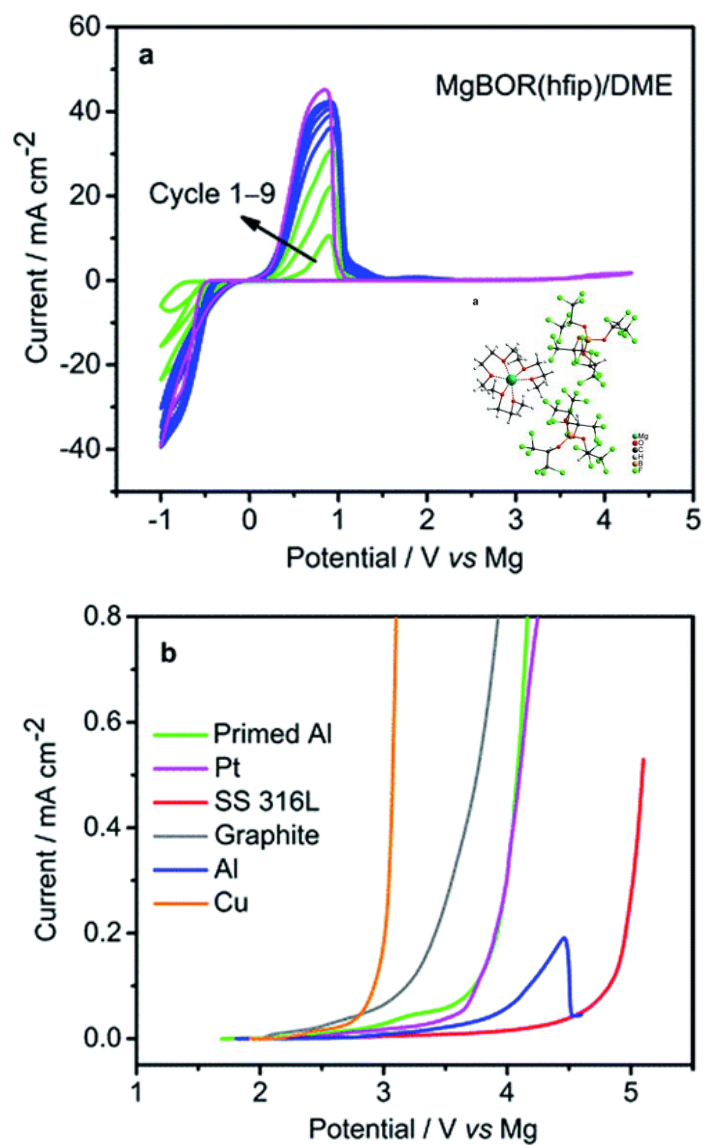 a
MgBOR(hfip)/DME
Cycle 1–9
60
40
20
0
-20
-40
Current / mA cm-2
-1
0
1
2
3
4
5
Potential / V vs Mg
a
Mg
O
C
H
B
F
b
0.8
0.6
0.4
0.2
0.0
Current / mA cm-2
Primed Al
Pt
SS 316L
Graphite
Al
Cu
1
2
3
4
5
Potential / V vs Mg